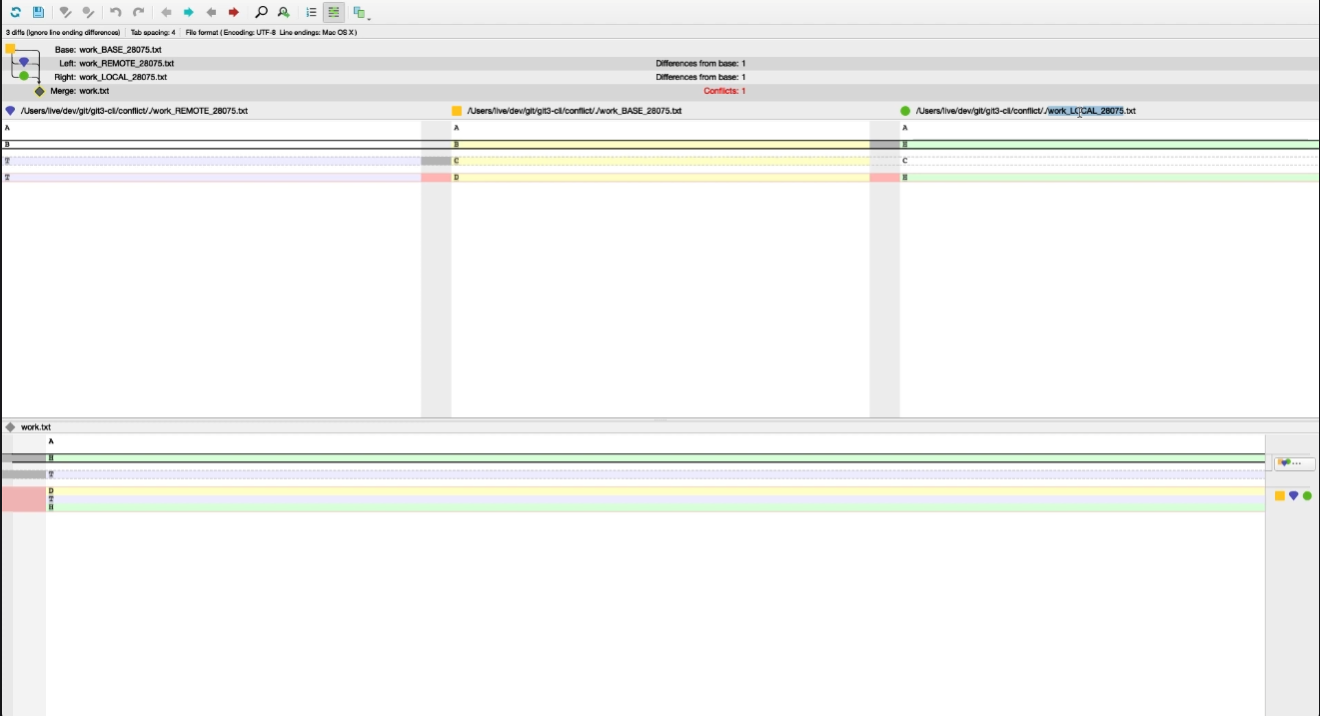 3 diffs (Ignore line ending differences) Tab spacing: 4 File format (Encoding: UTF-8 Line endings: Mac OS X)
Base: work_BASE_28075.txt
Left: work_REMOTE_28075.txt Differences from base: 1
Right: work_LOCAL_28075.txt Differences from base: 1
Merge: work.txt Conflicts: 1
/Users/live/dev/git/git3-cli/conflict/./work_REMOTE_28075.txt /Users/live/dev/git/git3-cli/conflict/./work_BASE_28075.txt /Users/live/dev/git/git3-cli/conflict/./work_LOCAL_28075.txt
A A A
B B H
T C C
T D H
work.txt
A
H
T
D
T
H